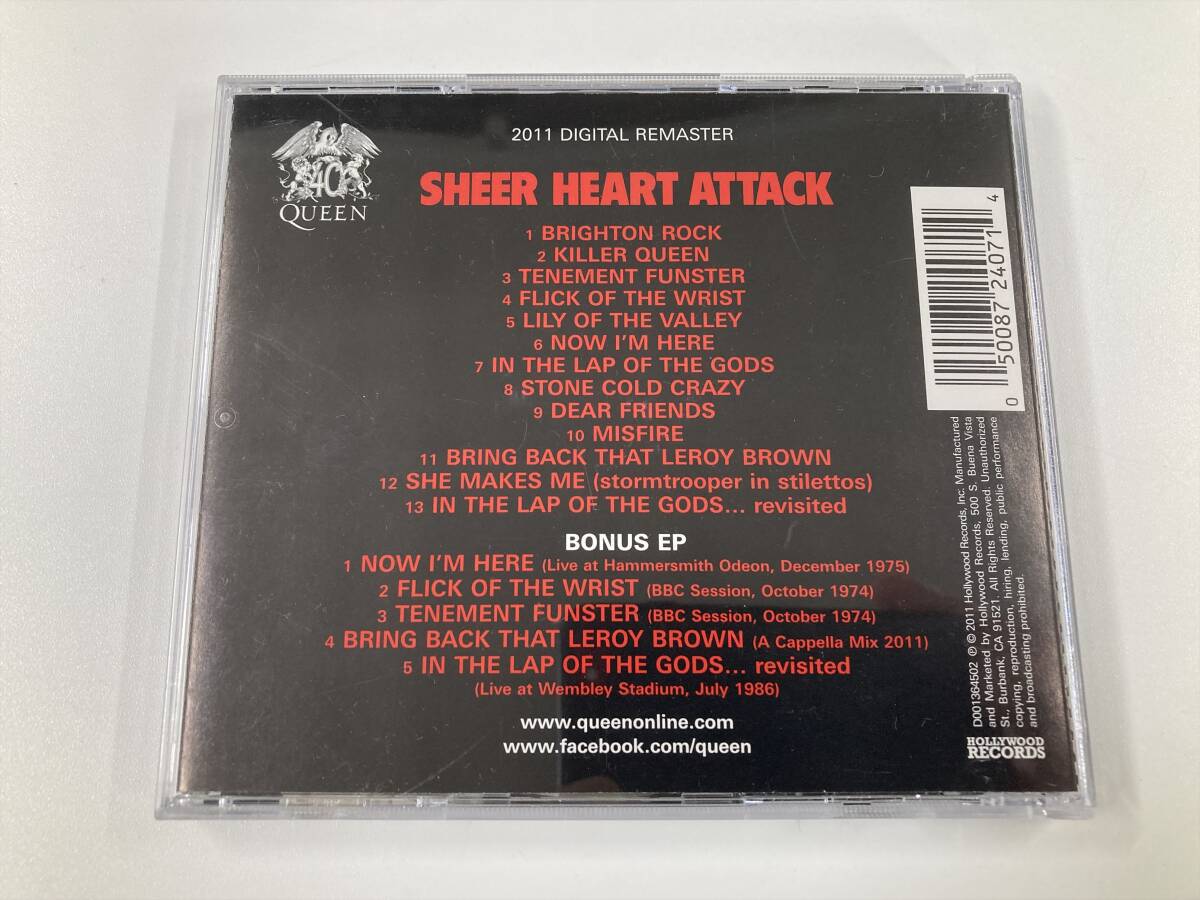 40
QUEEN
2011 DIGITAL REMASTER
SHEER HEART ATTACK
1 BRIGHTON ROCK
2 KILLER QUEEN
3 TENEMENT FUNSTER
4 FLICK OF THE WRIST
5 LILY OF THE VALLEY
6 NOW I'M HERE
7 IN THE LAP OF THE GODS
8 STONE COLD CRAZY
9 DEAR FRIENDS
10 MISFIRE
11 BRING BACK THAT LEROY BROWN
12 SHE MAKES ME (stormtrooper in stilettos)
13 IN THE LAP OF THE GODS... revisited
BONUS EP
1 NOW I'M HERE (Live at Hammersmith Odeon, December 1975)
2 FLICK OF THE WRIST (BBC Session, October 1974)
3 TENEMENT FUNSTER (BBC Session, October 1974)
4 BRING BACK THAT LEROY BROWN (A Cappella Mix 2011)
5 IN THE LAP OF THE GODS... revisited
(Live at Wembley Stadium, July 1986)
www.queenonline.com
www.facebook.com/queen
0 50087 24071 4
D001364502 ℗ © 2011 Hollywood Records, Inc. Manufactured
and Marketed by Hollywood Records, 500 S. Buena Vista
St., Burbank, CA 91521. All Rights Reserved. Unauthorized
copying, reproduction, hiring, lending, public performance
and broadcasting prohibited.
HOLLYWOOD
RECORDS